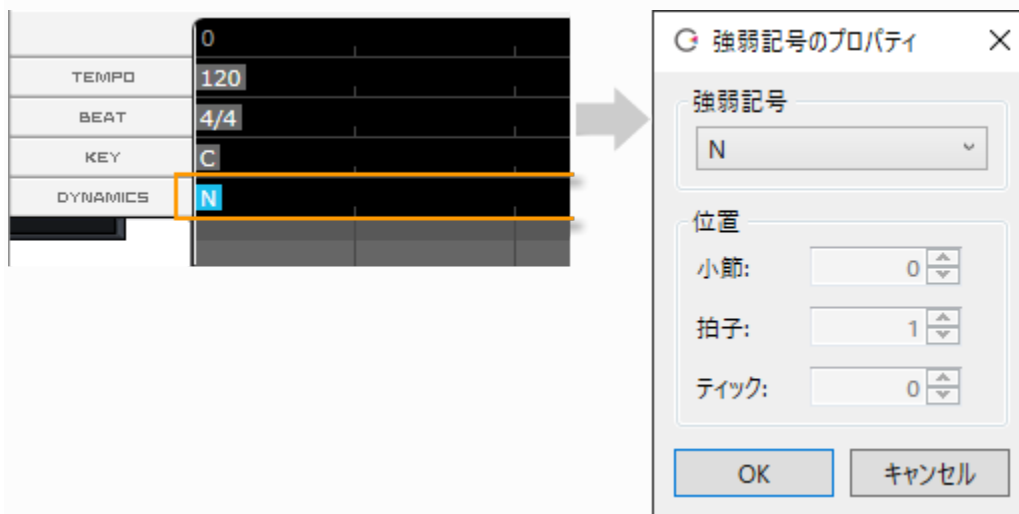 0
TEMPO 120
BEAT 4/4
KEY C
DYNAMICS N
強弱記号のプロパティ
強弱記号
N
位置
小節: 0
拍子: 1
ティック: 0
OK キャンセル